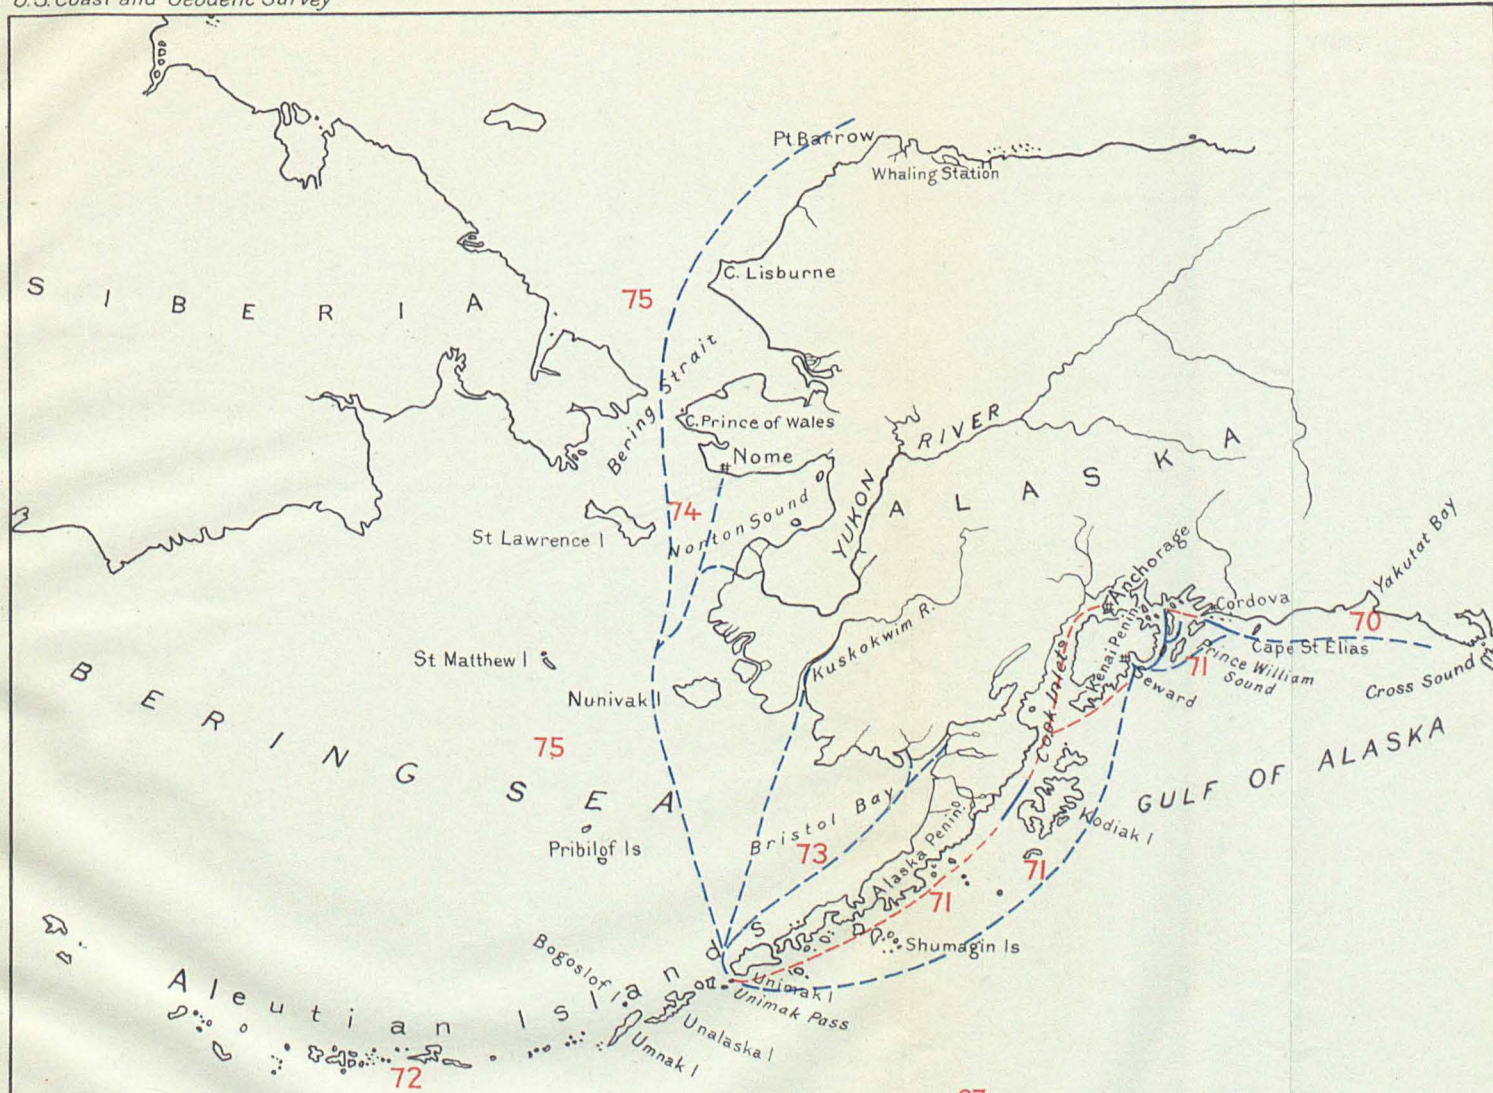 U.S. Coast and Geodetic Survey
Pt Barrow
Whaling Station
C. Lisburne
SIBERIA
75
Bering Strait
C. Prince of Wales
Nome
YUKON RIVER
ALASKA
74
Norton Sound
St Lawrence I
Anchorage
Yakutat Bay
Cordova
70
Kuskokwim R.
Kenai Penin.
Cape St Elias
Prince William
Sound
71
Seward
Cross Sound
St Matthew I
Nunivak I
Cook Inlet
BERING SEA
75
GULF OF ALASKA
Bristol Bay
73
Kodiak I
Pribilof Is
Alaska Penin.
71
71
Shumagin Is
Bogoslof I
Unimak I
Unimak Pass
Aleutian Islands
Unalaska I
Umnak I
72